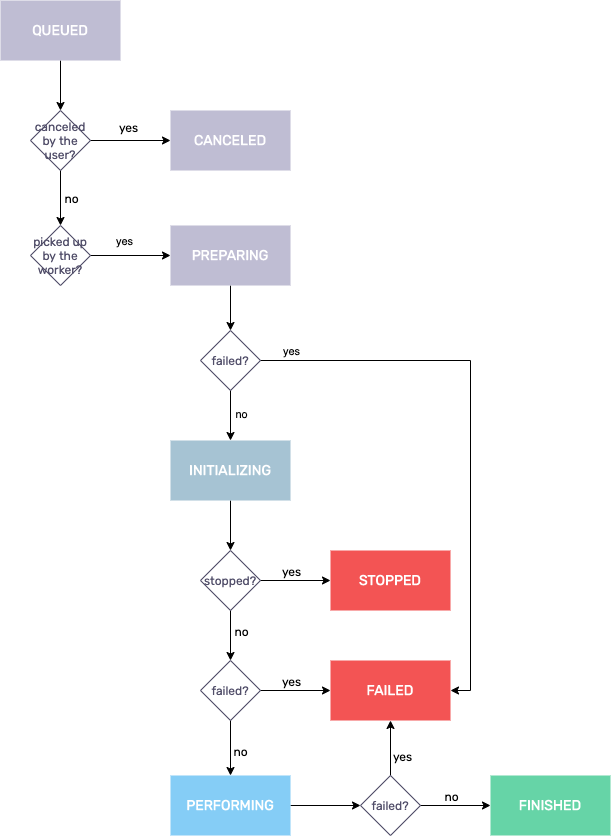 QUEUED
canceled
by the
user?
yes
CANCELED
no
picked up
by the
worker?
yes
PREPARING
failed?
yes
no
INITIALIZING
stopped?
yes
STOPPED
no
failed?
yes
FAILED
no
yes
PERFORMING
failed?
no
FINISHED